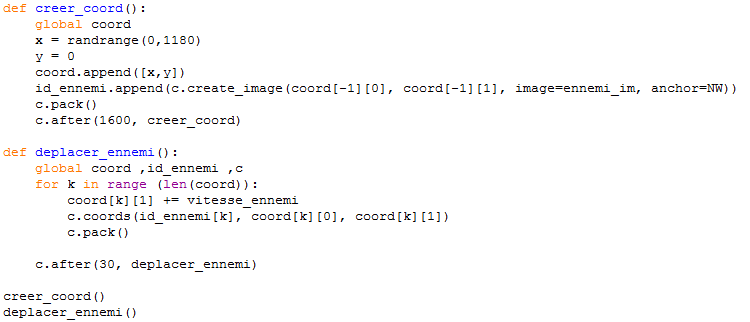 def creer_coord():
    global coord
    x = randrange(0,1180)
    y = 0
    coord.append([x,y])
    id_ennemi.append(c.create_image(coord[-1][0], coord[-1][1], image=ennemi_im, anchor=NW))
    c.pack()
    c.after(1600, creer_coord)

def deplacer_ennemi():
    global coord ,id_ennemi ,c
    for k in range (len(coord)):
        coord[k][1] += vitesse_ennemi
        c.coords(id_ennemi[k], coord[k][0], coord[k][1])
        c.pack()

    c.after(30, deplacer_ennemi)

creer_coord()
deplacer_ennemi()